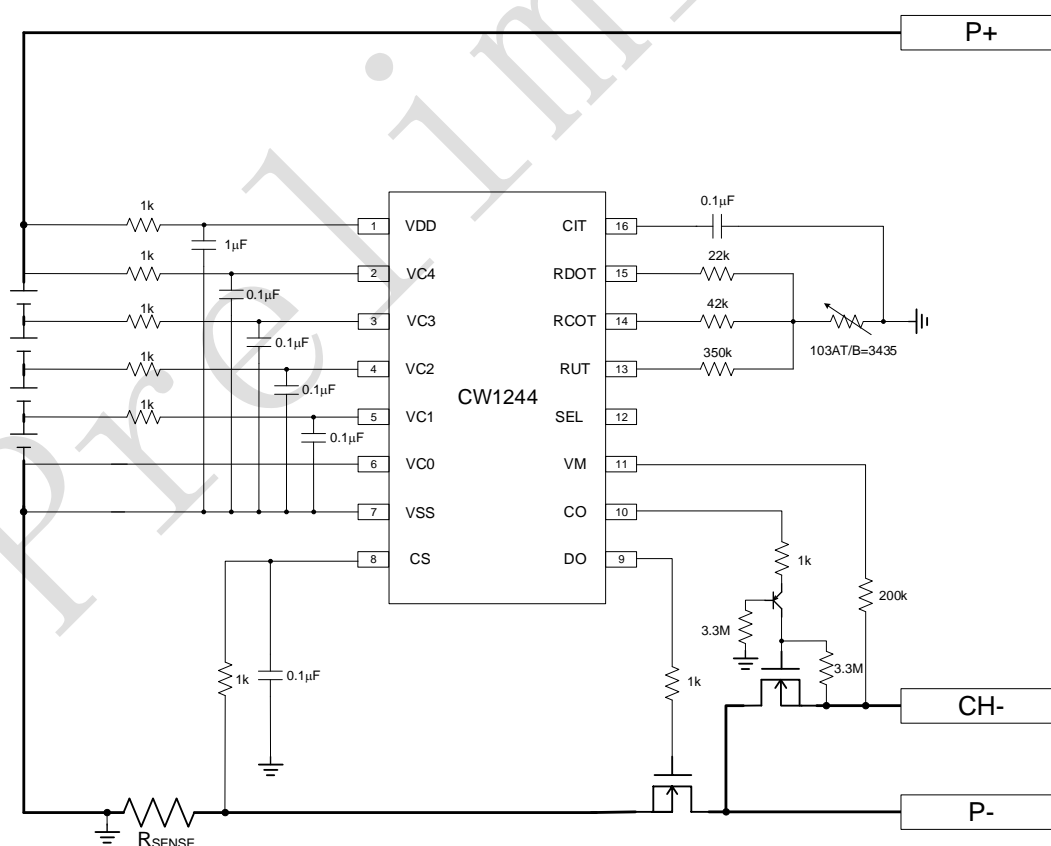 P+
1k
1µF
1 VDD
CIT 16
0.1µF
1k
0.1µF
2 VC4
RDOT 15
22k
1k
0.1µF
3 VC3
RCOT 14
42k
103AT/B=3435
1k
0.1µF
4 VC2
RUT 13
350k
CW1244
1k
0.1µF
5 VC1
SEL 12
6 VC0
VM 11
7 VSS
CO 10
8 CS
DO 9
1k
200k
3.3M
3.3M
1k
0.1µF
1k
CH-
P-
RSENSE
Prelim